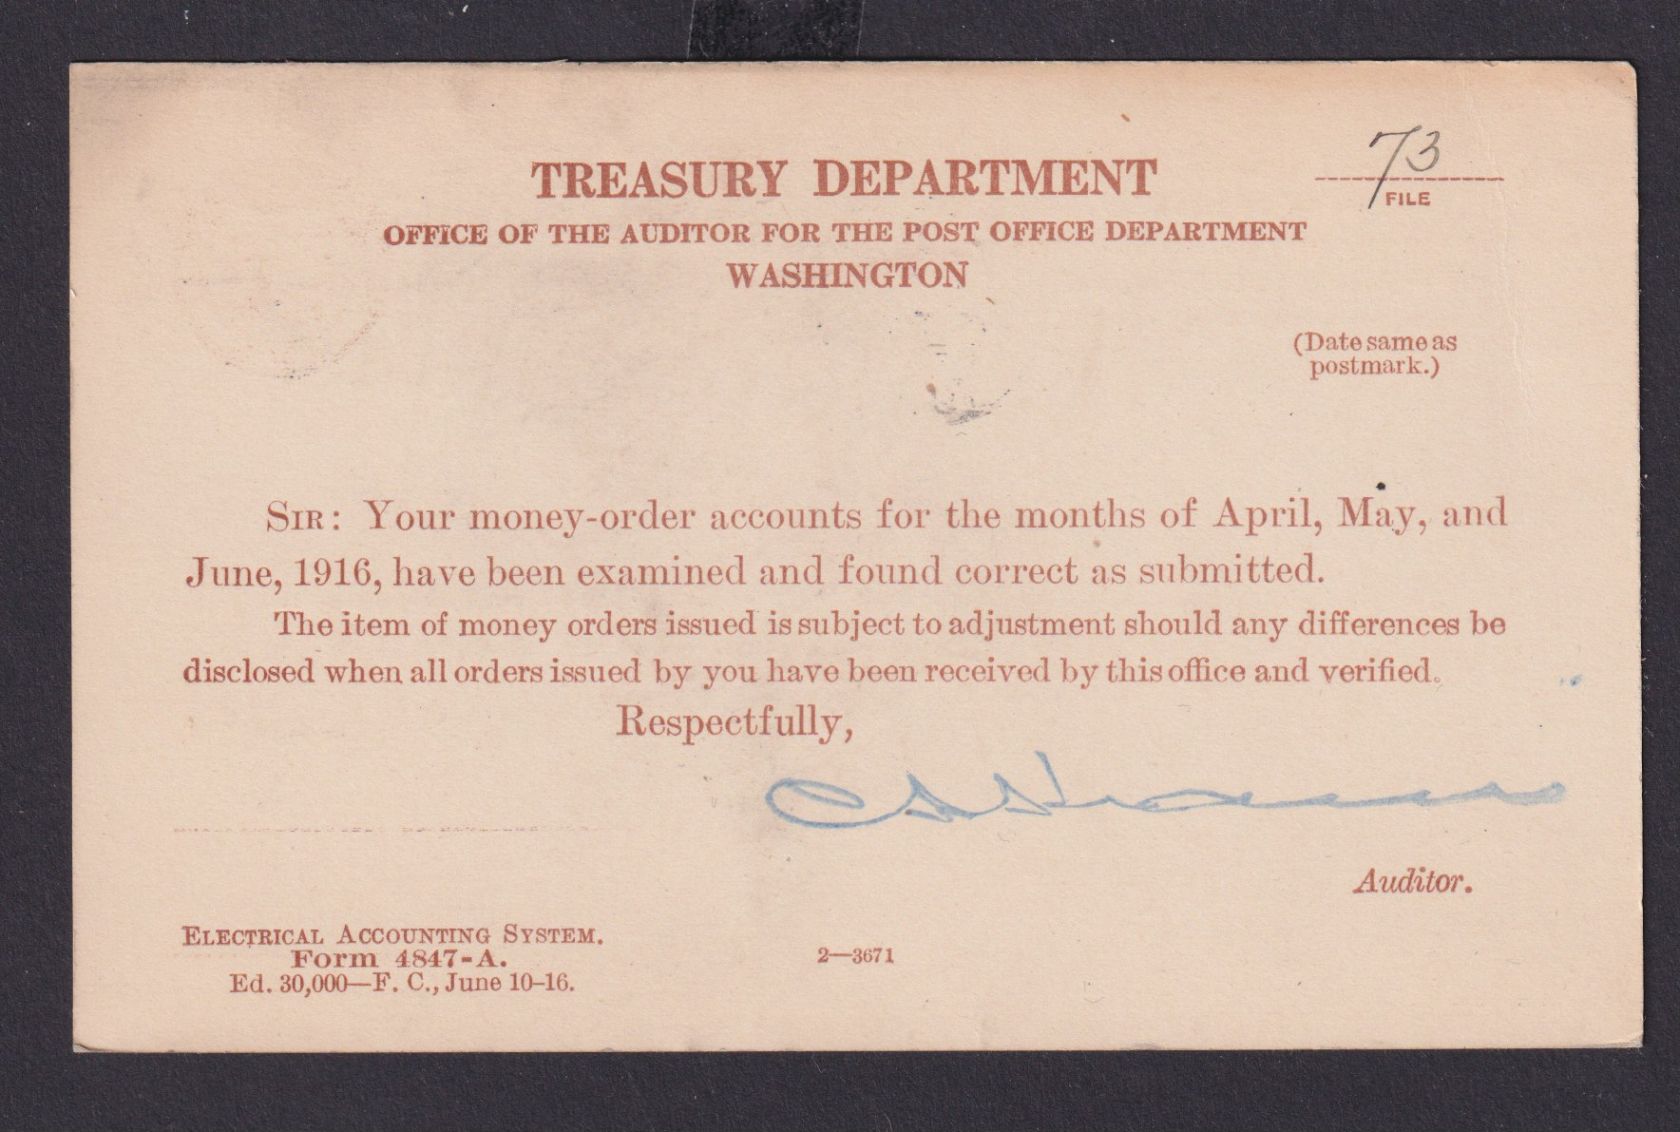 73
FILE
TREASURY DEPARTMENT
OFFICE OF THE AUDITOR FOR THE POST OFFICE DEPARTMENT
WASHINGTON
(Date same as
postmark.)
SIR: Your money-order accounts for the months of April, May, and
June, 1916, have been examined and found correct as submitted.
The item of money orders issued is subject to adjustment should any differences be
disclosed when all orders issued by you have been received by this office and verified.
Respectfully,
Auditor.
ELECTRICAL ACCOUNTING SYSTEM.
Form 4847-A.
Ed. 30,000—F. C., June 10-16.
2—3671